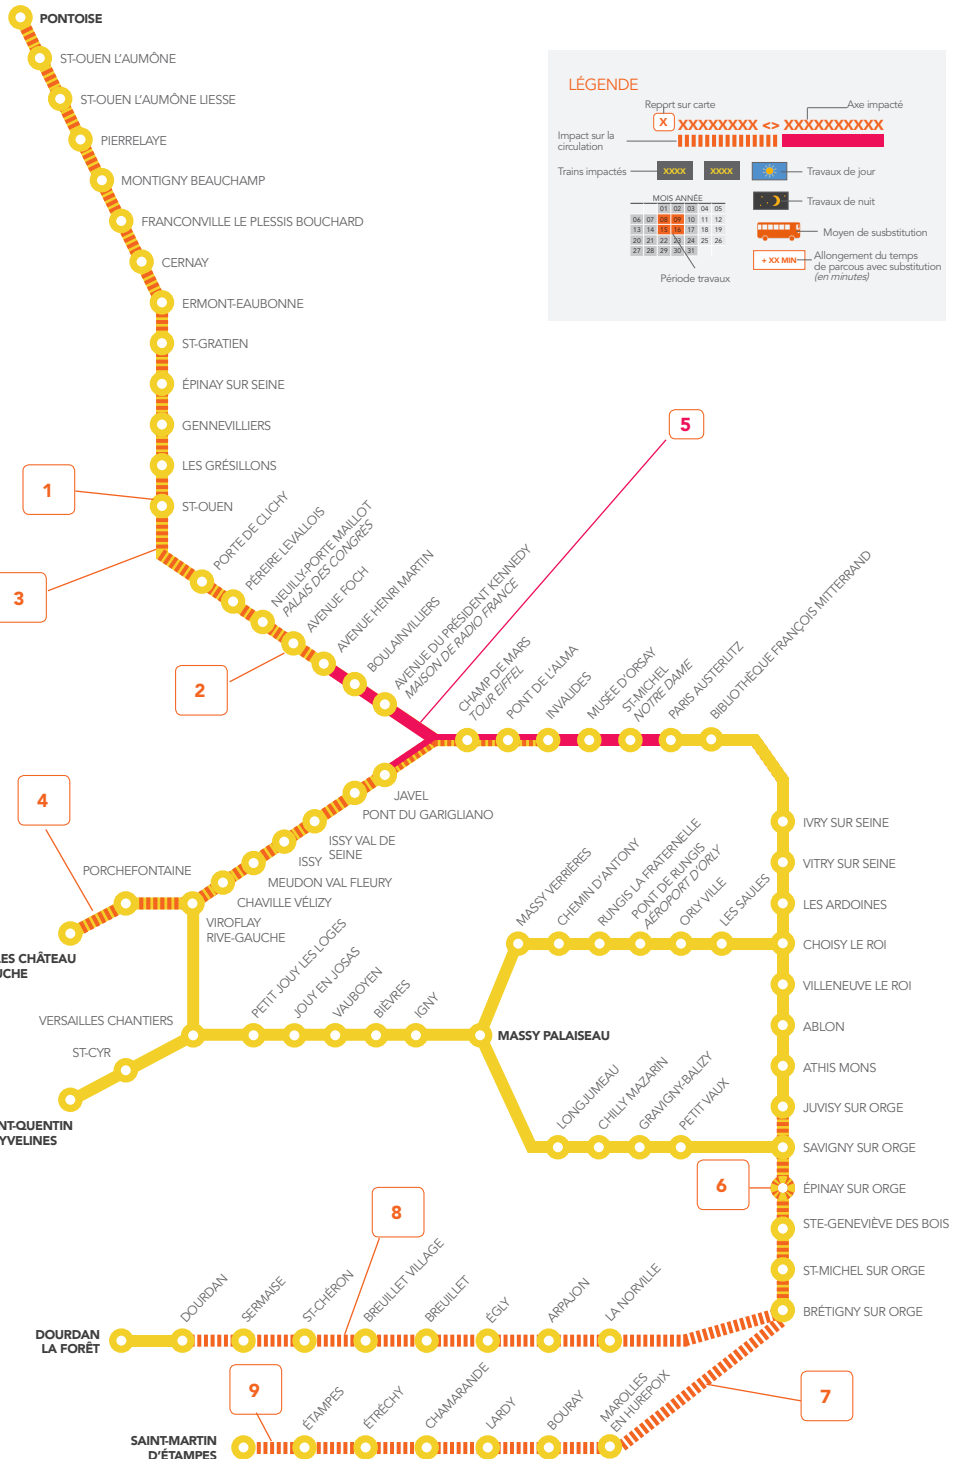 PONTOISE
ST-OUEN L'AUMÔNE
ST-OUEN L'AUMÔNE LIESSE
PIERRELAYE
MONTIGNY BEAUCHAMP
FRANCONVILLE LE PLESSIS BOUCHARD
CERNAY
ERMONT-EAUBONNE
ST-GRATIEN
ÉPINAY SUR SEINE
GENNEVILLIERS
LES GRÉSILLONS
ST-OUEN
LÉGENDE
Report sur carte
Axe impacté
X XXXXXXXX <> XXXXXXXXXX
Impact sur la
circulation
Trains impactés
XXXX
XXXX
Travaux de jour
Travaux de nuit
MOIS ANNÉE
01 02 03 04 05
06 07 08 09 10 11 12
13 14 15 16 17 18 19
20 21 22 23 24 25 26
27 28 29 30 31
Période travaux
Moyen de susbstitution
+ XX MIN
Allongement du temps
de parcous avec substitution
(en minutes)
5
1
3
2
4
PORTE DE CLICHY
PÉREIRE LEVALLOIS
NEUILLY-PORTE MAILLOT
PALAIS DES CONGRÈS
AVENUE FOCH
AVENUE HENRI MARTIN
BOULAINVILLIERS
AVENUE DU PRÉSIDENT KENNEDY
MAISON DE RADIO FRANCE
CHAMP DE MARS
TOUR EIFFEL
PONT DE L'ALMA
INVALIDES
MUSÉE D'ORSAY
ST-MICHEL
NOTRE DAME
PARIS AUSTERLITZ
BIBLIOTHÈQUE FRANÇOIS MITTERRAND
JAVEL
PONT DU GARIGLIANO
ISSY VAL DE
SEINE
ISSY
MEUDON VAL FLEURY
CHAVILLE VÉLIZY
PORCHEFONTAINE
VIROFLAY
RIVE-GAUCHE
LES CHÂTEAU
UCHE
VERSAILLES CHANTIERS
ST-CYR
NT-QUENTIN
YVELINES
PETIT JOUY LES LOGES
JOUY EN JOSAS
VAUBOYEN
BIÈVRES
IGNY
MASSY PALAISEAU
MASSY VERRIÈRES
CHEMIN D'ANTONY
RUNGIS LA FRATERNELLE
PONT DE RUNGIS
AÉROPORT D'ORLY
ORLY VILLE
LES SAULES
LONGJUMEAU
CHILLY MAZARIN
GRAVIGNY-BALIZY
PETIT VAUX
IVRY SUR SEINE
VITRY SUR SEINE
LES ARDOINES
CHOISY LE ROI
VILLENEUVE LE ROI
ABLON
ATHIS MONS
JUVISY SUR ORGE
SAVIGNY SUR ORGE
6
ÉPINAY SUR ORGE
STE-GENEVIÈVE DES BOIS
ST-MICHEL SUR ORGE
BRÉTIGNY SUR ORGE
8
DOURDAN
LA FORÊT
DOURDAN
SERMAISE
ST-CHÉRON
BREUILLET VILLAGE
BREUILLET
ÉGLY
ARPAJON
LA NORVILLE
9
7
SAINT-MARTIN
D'ÉTAMPES
ÉTAMPES
ÉTRÉCHY
CHAMARANDE
LARDY
BOURAY
MAROLLES
EN HUREPOIX